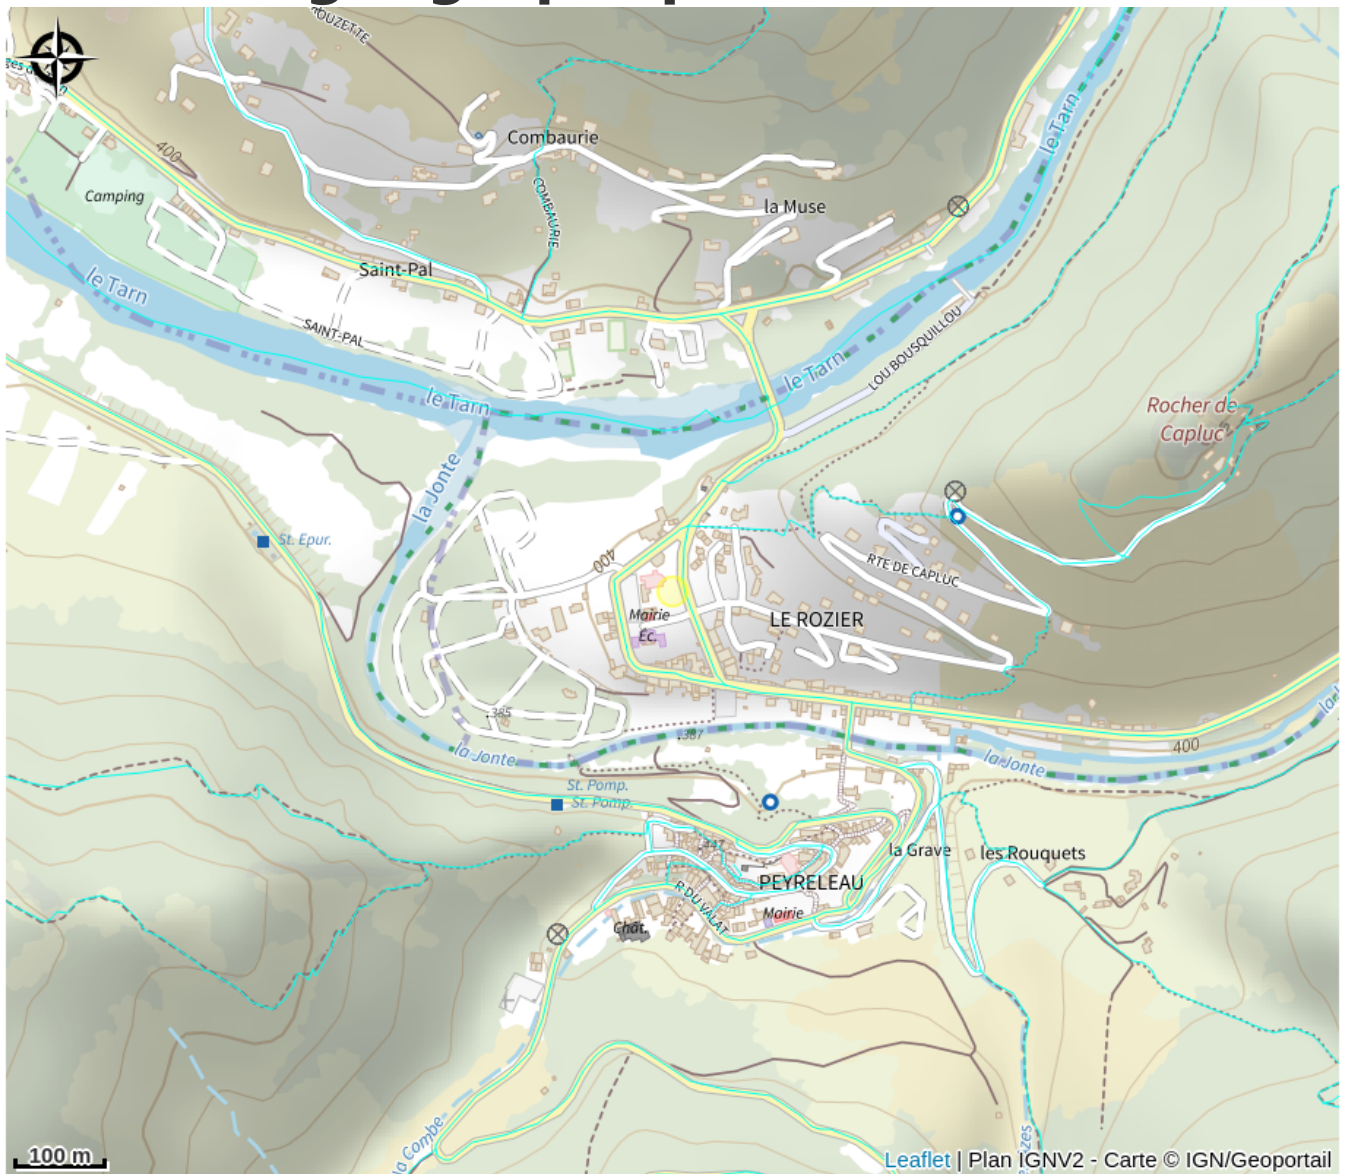 Combaurie
COMBAURIE
la Muse
le Tarn
400
Camping
Saint-Pal
le Tarn
SAINT-PAL
LOU BOUSQUILLOU
le Tarn
le Tarn
Rocher de
Capluc
la Jonte
St. Epur.
400
RTE DE CAPLUC
Mairie
Éc.
LE ROZIER
385
387
la Jonte
la Jonte
400
St. Pomp.
St. Pomp.
447
la Grave
les Rouquets
PEYRELEAU
R DU VALAT
Mairie
Chât.
la Combe
100 m
Leaflet | Plan IGNV2 - Carte © IGN/Geoportail